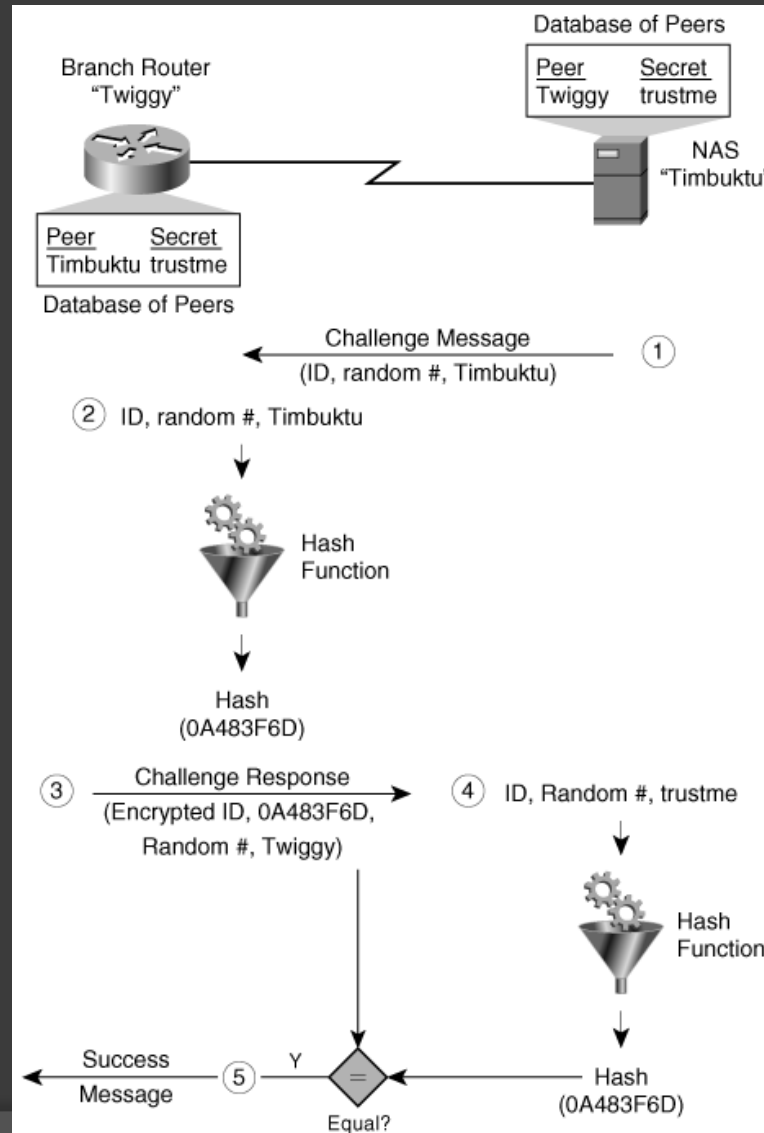 Database of Peers
Peer Secret
Twiggy trustme
Branch Router
"Twiggy"
NAS
"Timbuktu"
Peer Secret
Timbuktu trustme
Database of Peers
Challenge Message
(ID, random #, Timbuktu)
1
2 ID, random #, Timbuktu
Hash
Function
Hash
(0A483F6D)
3 Challenge Response
(Encrypted ID, 0A483F6D,
Random #, Twiggy)
4 ID, Random #, trustme
Hash
Function
Hash
(0A483F6D)
Success
Message
5
Y
=
Equal?